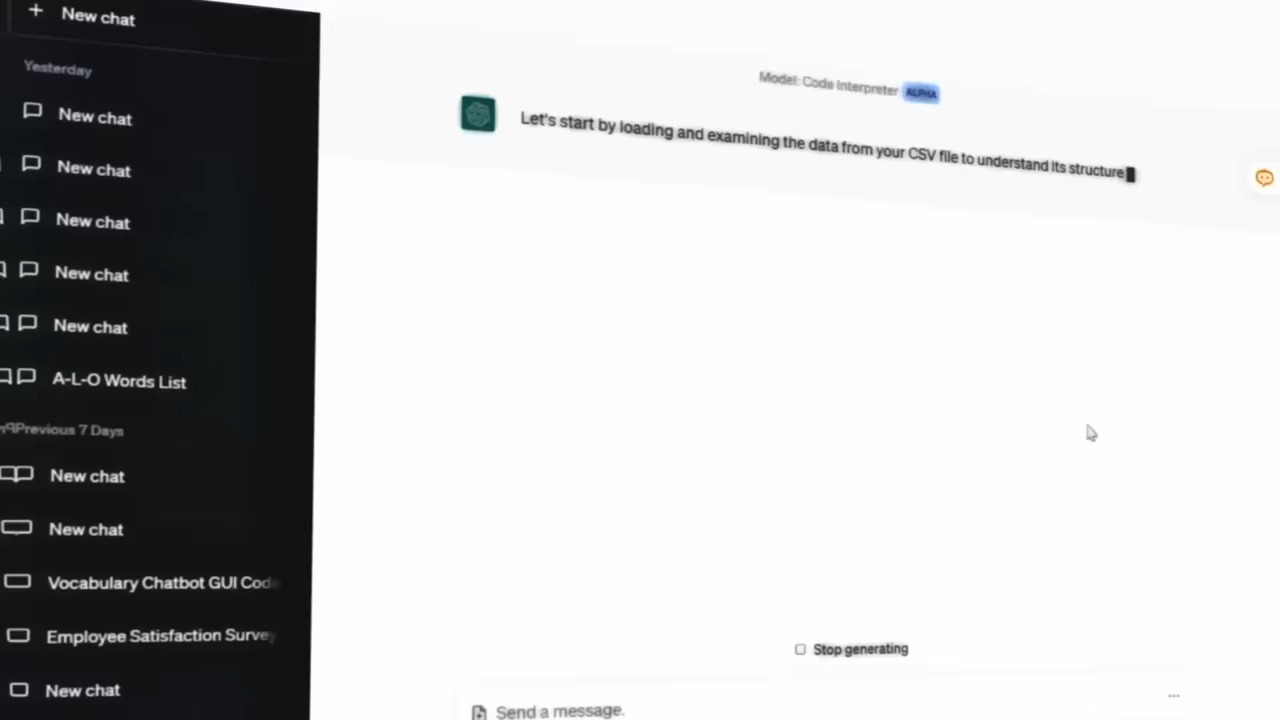 + New chat
Yesterday
New chat
New chat
New chat
New chat
New chat
A-L-O Words List
Previous 7 Days
New chat
New chat
Vocabulary Chatbot GUI Cod
Employee Satisfaction Survey
New chat
Model: Code Interpreter ALPHA
Let's start by loading and examining the data from your CSV file to understand its structure
Stop generating
Send a message.